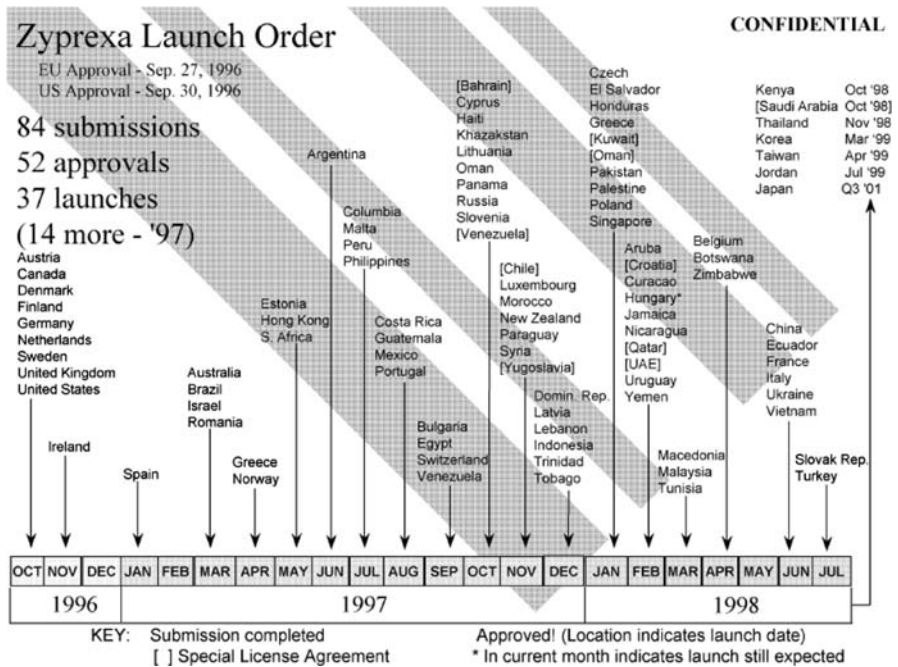 Zyprexa Launch Order
EU Approval - Sep. 27, 1996
US Approval - Sep. 30, 1996
84 submissions
52 approvals
37 launches
(14 more - '97)
CONFIDENTIAL
Austria
Canada
Denmark
Finland
Germany
Netherlands
Sweden
United Kingdom
United States
Ireland
Spain
Australia
Brazil
Israel
Romania
Greece
Norway
Estonia
Hong Kong
S. Africa
Argentina
Columbia
Malta
Peru
Philippines
Costa Rica
Guatemala
Mexico
Portugal
Bulgaria
Egypt
Switzerland
Venezuela
[Bahrain]
Cyprus
Haiti
Khazakstan
Lithuania
Oman
Panama
Russia
Slovenia
[Venezuela]
[Chile]
Luxembourg
Morocco
New Zealand
Paraguay
Syria
[Yugoslavia]
Domin. Rep.
Latvia
Lebanon
Indonesia
Trinidad
Tobago
Czech
El Salvador
Honduras
Greece
[Kuwait]
[Oman]
Pakistan
Palestine
Poland
Singapore
Aruba
[Croatia]
Curacao
Hungary*
Jamaica
Nicaragua
[Qatar]
[UAE]
Uruguay
Yemen
Macedonia
Malaysia
Tunisia
Belgium
Botswana
Zimbabwe
China
Ecuador
France
Italy
Ukraine
Vietnam
Slovak Rep.
Turkey
Kenya Oct '98
[Saudi Arabia Oct '98]
Thailand Nov '98
Korea Mar '99
Taiwan Apr '99
Jordan Jul '99
Japan Q3 '01
OCT NOV DEC JAN FEB MAR APR MAY JUN JUL AUG SEP OCT NOV DEC JAN FEB MAR APR MAY JUN JUL
1996 1997 1998
KEY: Submission completed Approved! (Location indicates launch date)
[ ] Special License Agreement * In current month indicates launch still expected